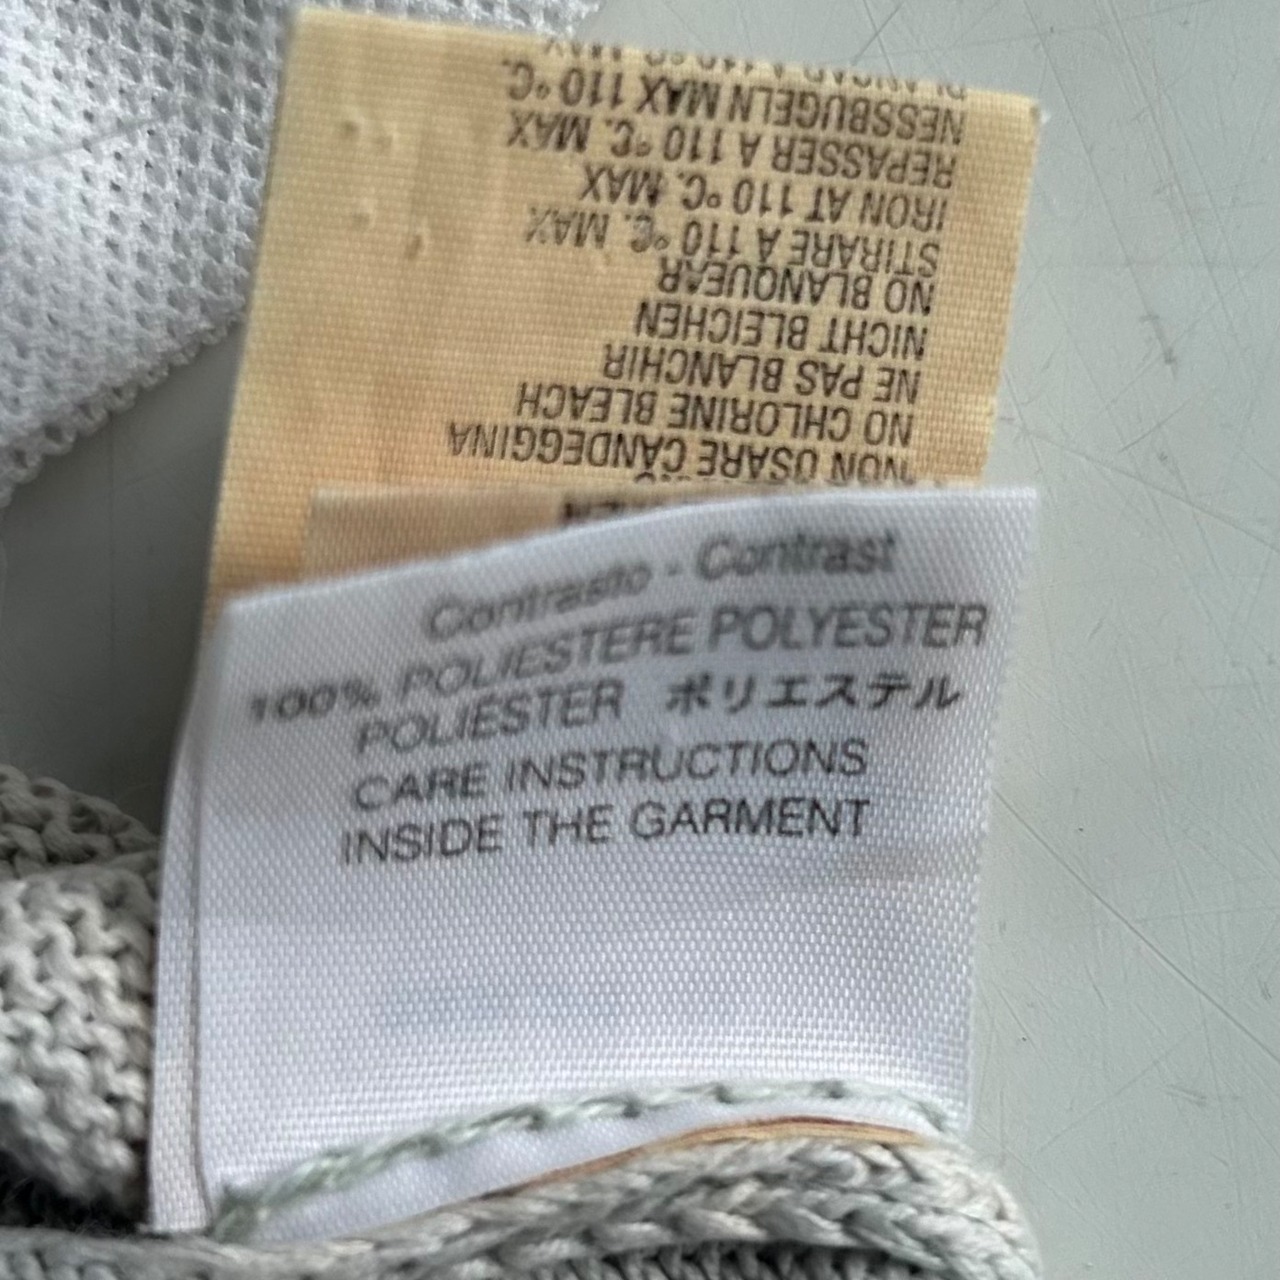 Contrasto - Contrast
100% POLIESTERE POLYESTER
POLIESTER ポリエステル
CARE INSTRUCTIONS
INSIDE THE GARMENT
NON USARE CANDEGGINA
NO CHLORINE BLEACH
NE PAS BLANCHIR
NICHT BLEICHEN
NO BLANQUEAR
STIRARE A 110 °C. MAX
IRON AT 110 °C. MAX
REPASSER A 110 °C. MAX
NESSBUGELN MAX 110 °C.